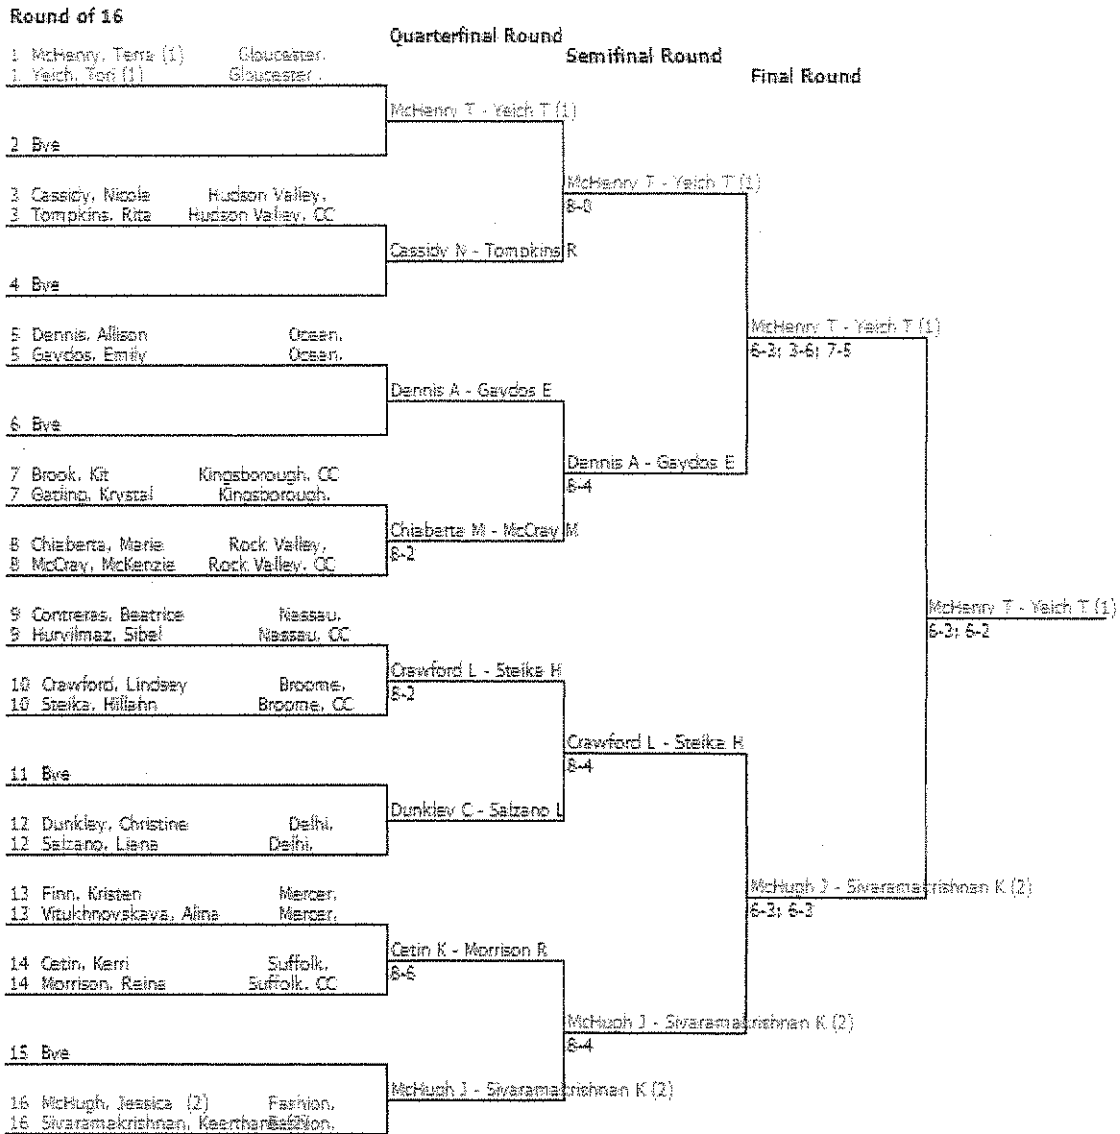 Round of 16
Quarterfinal Round
Semifinal Round
Final Round
1 McHenry, Terra (1) Gloucester,
1 Yeich, Tori (1) Gloucester,
McHenry T - Yeich T (1)
2 Bye
McHenry T - Yeich T (1)
8-0
3 Cassidy, Nicole Hudson Valley,
3 Tompkins, Rita Hudson Valley, CC
Cassidy N - Tompkins R
4 Bye
McHenry T - Yeich T (1)
6-3; 3-6; 7-5
5 Dennis, Allison Ocean,
5 Gaydos, Emily Ocean,
Dennis A - Gaydos E
6 Bye
Dennis A - Gaydos E
8-4
7 Brook, Kit Kingsborough, CC
7 Gatling, Krystal Kingsborough,
Chiaberta M - McCray M
8-2
8 Chiaberta, Marie Rock Valley,
8 McCray, McKenzie Rock Valley, CC
McHenry T - Yeich T (1)
6-3; 6-2
9 Contreras, Beatrice Nassau,
9 Huryilmaz, Sibel Nassau, CC
Crawford L - Steika H
8-2
10 Crawford, Lindsey Broome,
10 Steika, Hillahn Broome, CC
Crawford L - Steika H
8-4
11 Bye
Dunkley C - Salzano L
12 Dunkley, Christine Delhi,
12 Salzano, Liana Delhi,
McHugh J - Sivaramakrishnan K (2)
6-3; 6-3
13 Finn, Kristen Mercer,
13 Vitukhnovskaya, Alina Mercer,
Cetin K - Morrison R
8-6
14 Cetin, Kerri Suffolk,
14 Morrison, Raina Suffolk, CC
McHugh J - Sivaramakrishnan K (2)
8-4
15 Bye
McHugh J - Sivaramakrishnan K (2)
16 McHugh, Jessica (2) Fashion,
16 Sivaramakrishnan,